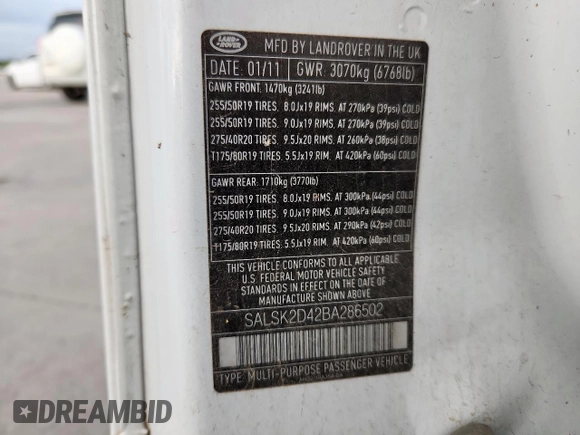 LAND ROVER
MFD BY LANDROVER IN THE UK
DATE: 01/11 GWR: 3070kg (6768lb)
GAWR FRONT: 1470kg (3241lb)
255/50R19 TIRES. 8.0Jx19 RIMS. AT 270kPa (39psi) COLD
255/50R19 TIRES. 9.0Jx19 RIMS. AT 270kPa (39psi) COLD
275/40R20 TIRES. 9.5Jx20 RIMS. AT 260kPa (38psi) COLD
T175/80R19 TIRES. 5.5Jx19 RIM. AT 420kPa (60psi) COLD
GAWR REAR: 1710kg (3770lb)
255/50R19 TIRES. 8.0Jx19 RIMS. AT 300kPa.(44psi) COLD
255/50R19 TIRES. 9.0Jx19 RIMS. AT 300kPa (44psi) COLD
275/40R20 TIRES. 9.5Jx20 RIMS. AT 290kPa (42psi) COLD
T175/80R19 TIRES. 5.5Jx19 RIM. AT 420kPa (60psi) COLD
THIS VEHICLE CONFORMS TO ALL APPLICABLE
U.S. FEDERAL MOTOR VEHICLE SAFETY
STANDARDS IN EFFECT ON THE DATE OF
MANUFACTURE SHOWN ABOVE.
SALSK2D42BA286502
TYPE: MULTI-PURPOSE PASSENGER VEHICLE
DREAMBID